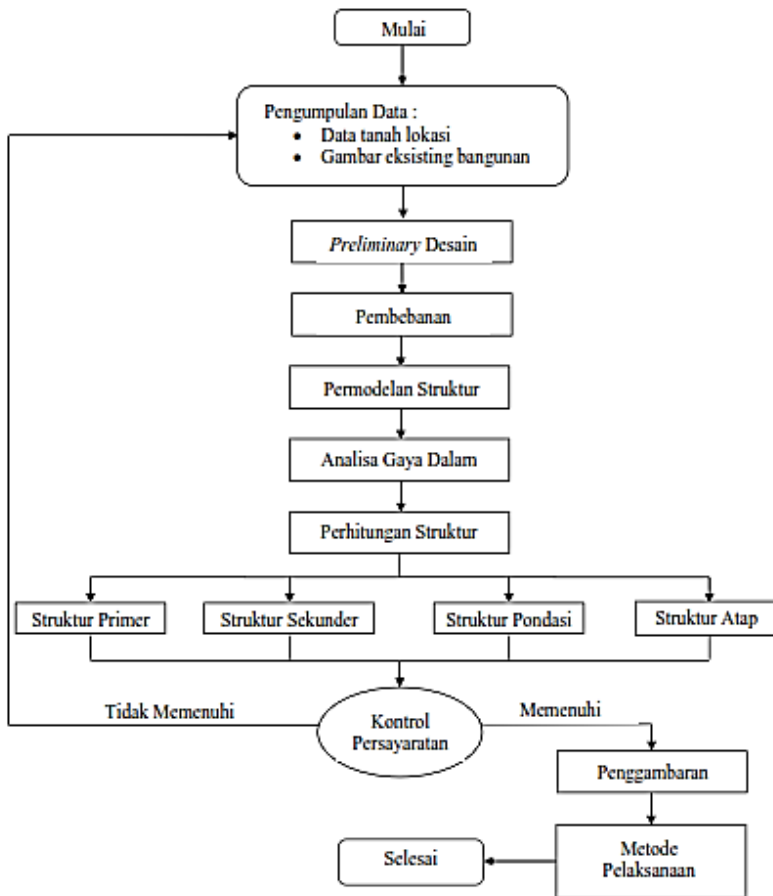 Mulai
Pengumpulan Data :
• Data tanah lokasi
• Gambar eksisting bangunan
Preliminary Desain
Pembebanan
Permodelan Struktur
Analisa Gaya Dalam
Perhitungan Struktur
Struktur Primer
Struktur Sekunder
Struktur Pondasi
Struktur Atap
Tidak Memenuhi
Kontrol
Persayaratan
Memenuhi
Penggambaran
Metode
Pelaksanaan
Selesai